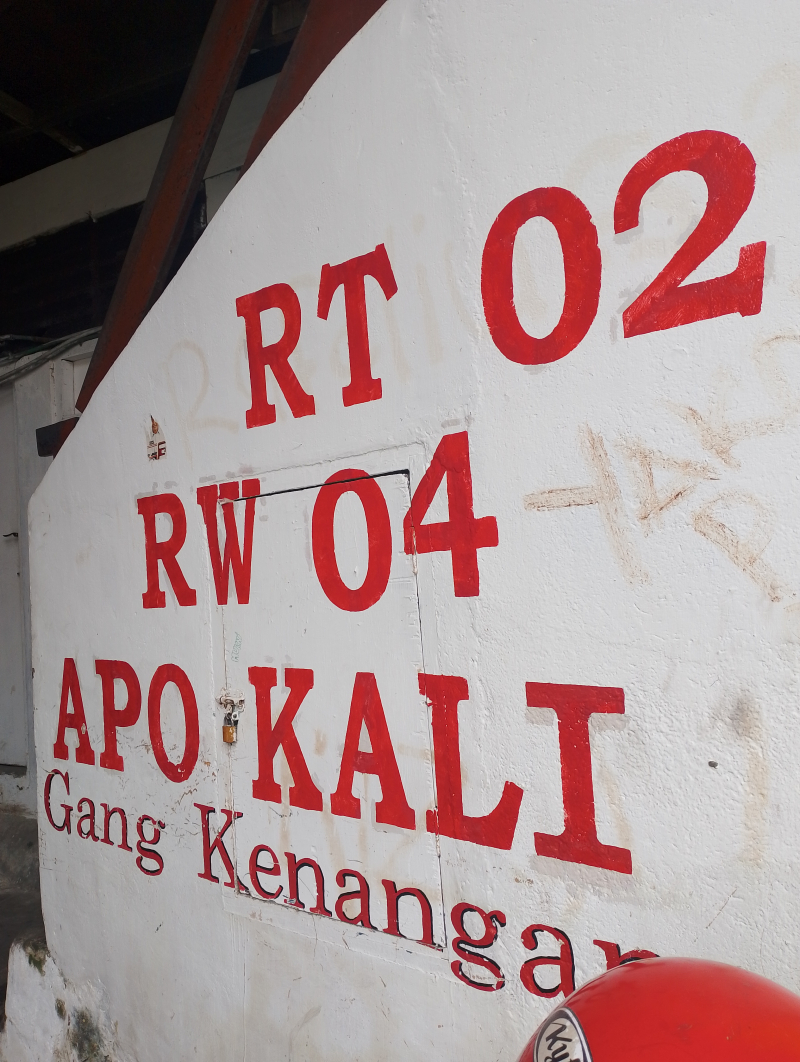 RT 02
RW 04
APO KALI
Gang Kenangan